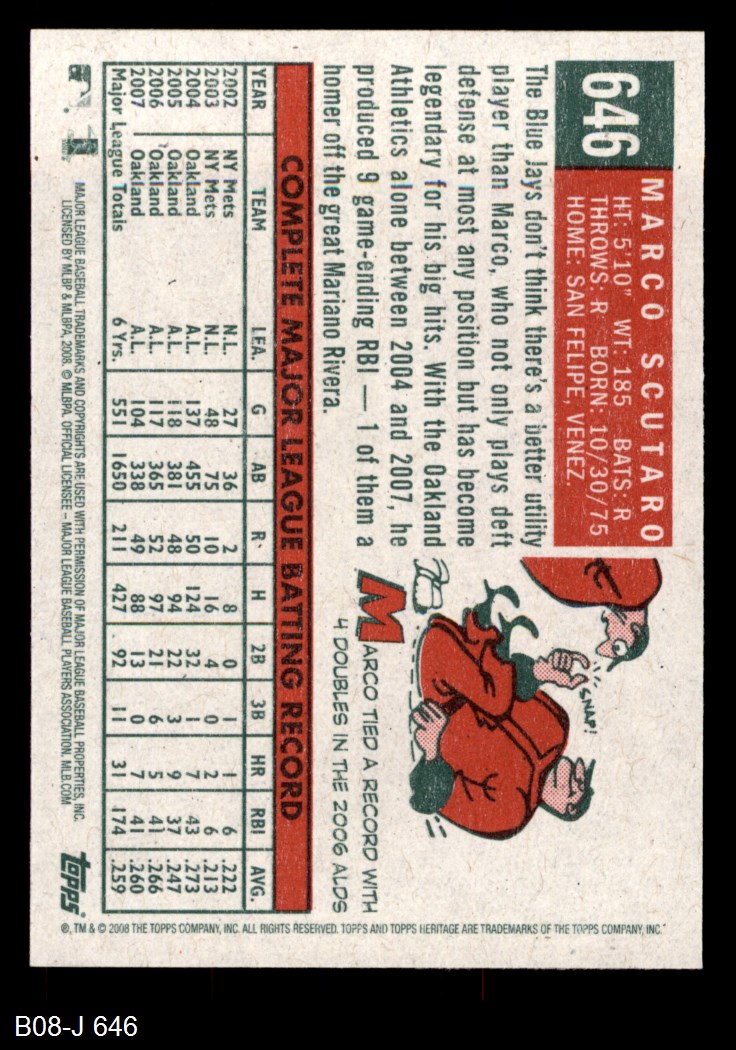 646
MARCO SCUTARO
HT: 5'10" WT: 185 BATS: R
THROWS: R BORN: 10/30/75
HOME: SAN FELIPE, VENEZ.
The Blue Jays don't think there's a better utility
player than Marco, who not only plays deft
defense at most any position but has become
legendary for his big hits. With the Oakland
Athletics alone between 2004 and 2007, he
produced 9 game-ending RBI — 1 of them a
homer off the great Mariano Rivera.
SNAP!
MARCO TIED A RECORD WITH
4 DOUBLES IN THE 2006 ALDS
COMPLETE MAJOR LEAGUE BATTING RECORD
YEAR TEAM LEA. G AB R H 2B 3B HR RBI AVG.
2002 NY Mets N.L. 27 36 2 8 0 1 1 6 .222
2003 NY Mets N.L. 48 75 10 16 4 0 2 6 .213
2004 Oakland A.L. 137 455 50 124 32 1 7 43 .273
2005 Oakland A.L. 118 381 48 94 22 3 9 37 .247
2006 Oakland A.L. 117 365 52 97 21 6 5 41 .266
2007 Oakland A.L. 104 338 49 88 13 0 7 41 .260
Major League Totals 6 Yrs. 551 1650 211 427 92 11 31 174 .259
MAJOR LEAGUE BASEBALL TRADEMARKS AND COPYRIGHTS ARE USED WITH PERMISSION OF MAJOR LEAGUE BASEBALL PROPERTIES, INC.
LICENSED BY MLBP & MLBPA, 2008. © MLBPA. OFFICIAL LICENSEE – MAJOR LEAGUE BASEBALL PLAYERS ASSOCIATION. MLB.COM
topps
®, TM & © 2008 THE TOPPS COMPANY, INC. ALL RIGHTS RESERVED. TOPPS AND TOPPS HERITAGE ARE TRADEMARKS OF THE TOPPS COMPANY, INC.
B08-J 646